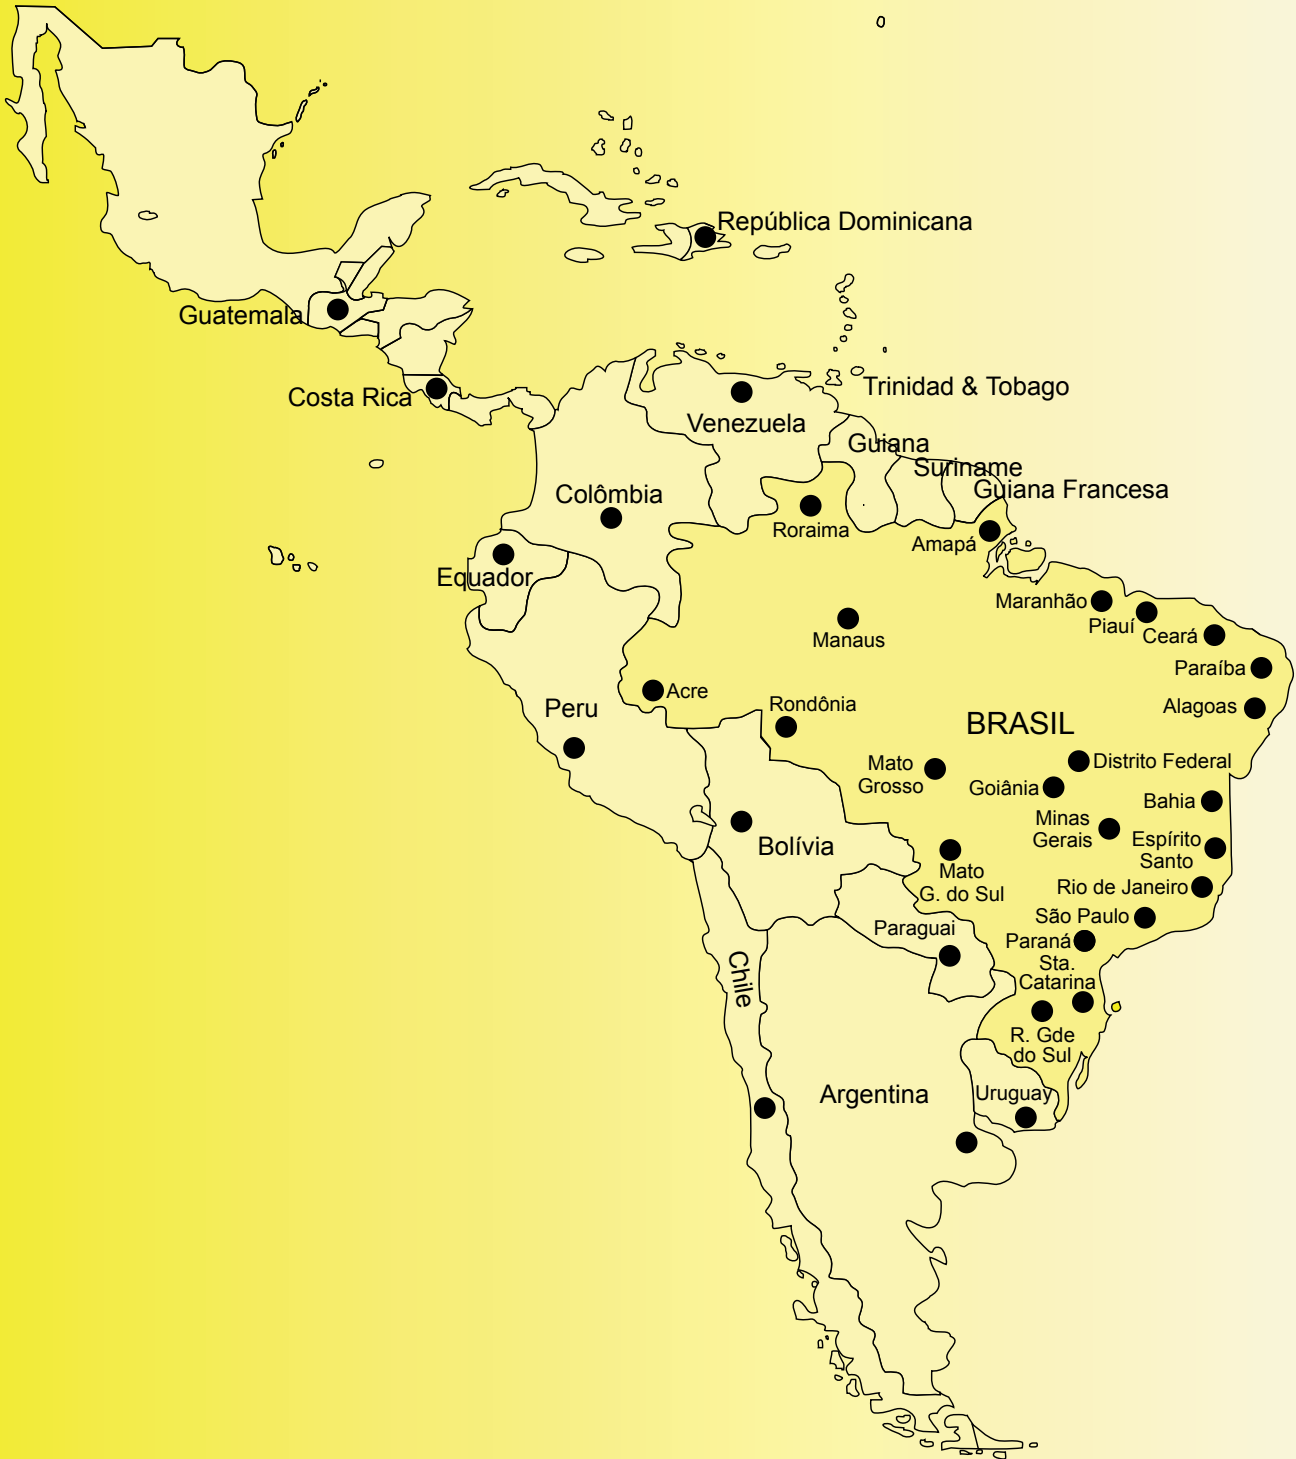 República Dominicana
Guatemala
Costa Rica
Trinidad & Tobago
Venezuela
Guiana
Suriname
Guiana Francesa
Colômbia
Roraima
Amapá
Equador
Maranhão
Piauí
Ceará
Manaus
Paraíba
Acre
Peru
Rondônia
Alagoas
BRASIL
Mato
Grosso
Distrito Federal
Goiânia
Bahia
Minas
Gerais
Espírito
Santo
Bolívia
Mato
G. do Sul
Rio de Janeiro
São Paulo
Paraguai
Paraná
Sta.
Catarina
Chile
R. Gde
do Sul
Argentina
Uruguay